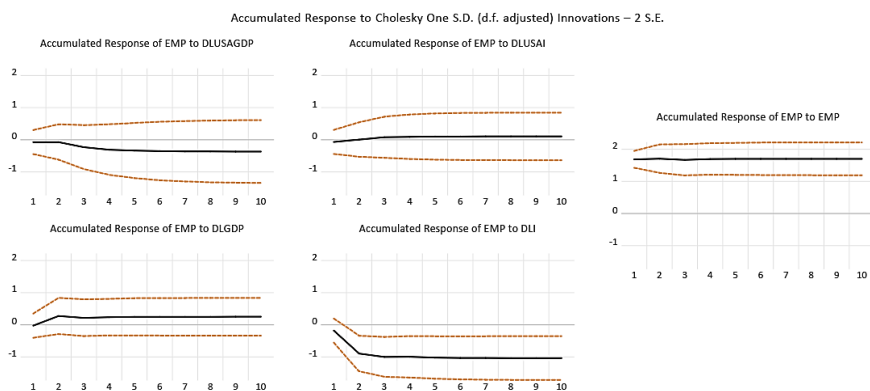 Accumulated Response to Cholesky One S.D. (d.f. adjusted) Innovations – 2 S.E.
Accumulated Response of EMP to DLUSAGDP
2
1
0
-1
1 2 3 4 5 6 7 8 9 10
Accumulated Response of EMP to DLUSAI
2
1
0
-1
1 2 3 4 5 6 7 8 9 10
Accumulated Response of EMP to EMP
2
1
0
-1
1 2 3 4 5 6 7 8 9 10
Accumulated Response of EMP to DLGDP
2
1
0
-1
1 2 3 4 5 6 7 8 9 10
Accumulated Response of EMP to DLI
2
1
0
-1
1 2 3 4 5 6 7 8 9 10